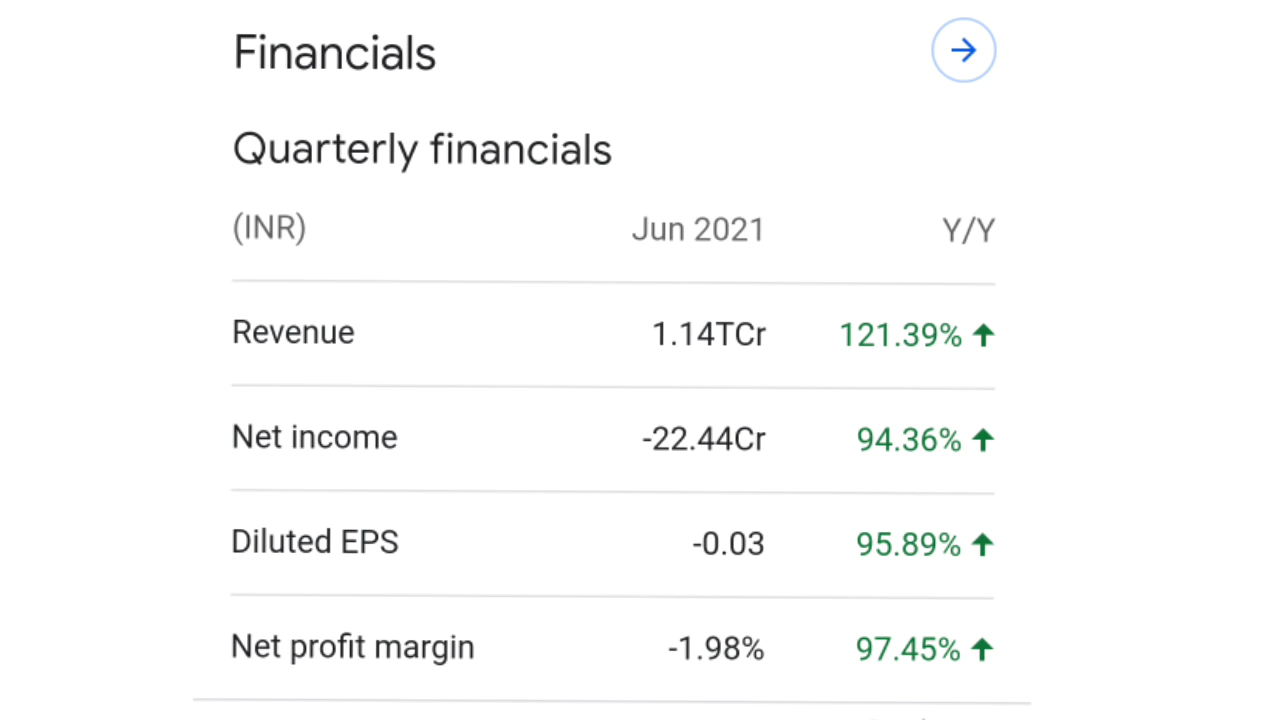 Financials
Quarterly financials
(INR) Jun 2021 Y/Y
Revenue 1.14TCr 121.39%
Net income -22.44Cr 94.36%
Diluted EPS -0.03 95.89%
Net profit margin -1.98% 97.45%